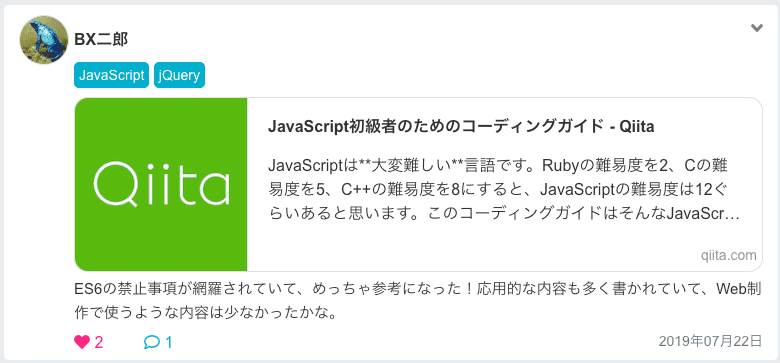 BX二郎
JavaScript jQuery
Qiita
JavaScript初級者のためのコーディングガイド - Qiita
JavaScriptは**大変難しい**言語です。Rubyの難易度を2、Cの難
易度を5、C++の難易度を8にすると、JavaScriptの難易度は12ぐ
らいあると思います。このコーディングガイドはそんなJavaScr...
qiita.com
ES6の禁止事項が網羅されていて、めっちゃ参考になった！応用的な内容も多く書かれていて、Web制
作で使うような内容は少なかったかな。
2 1 2019年07月22日